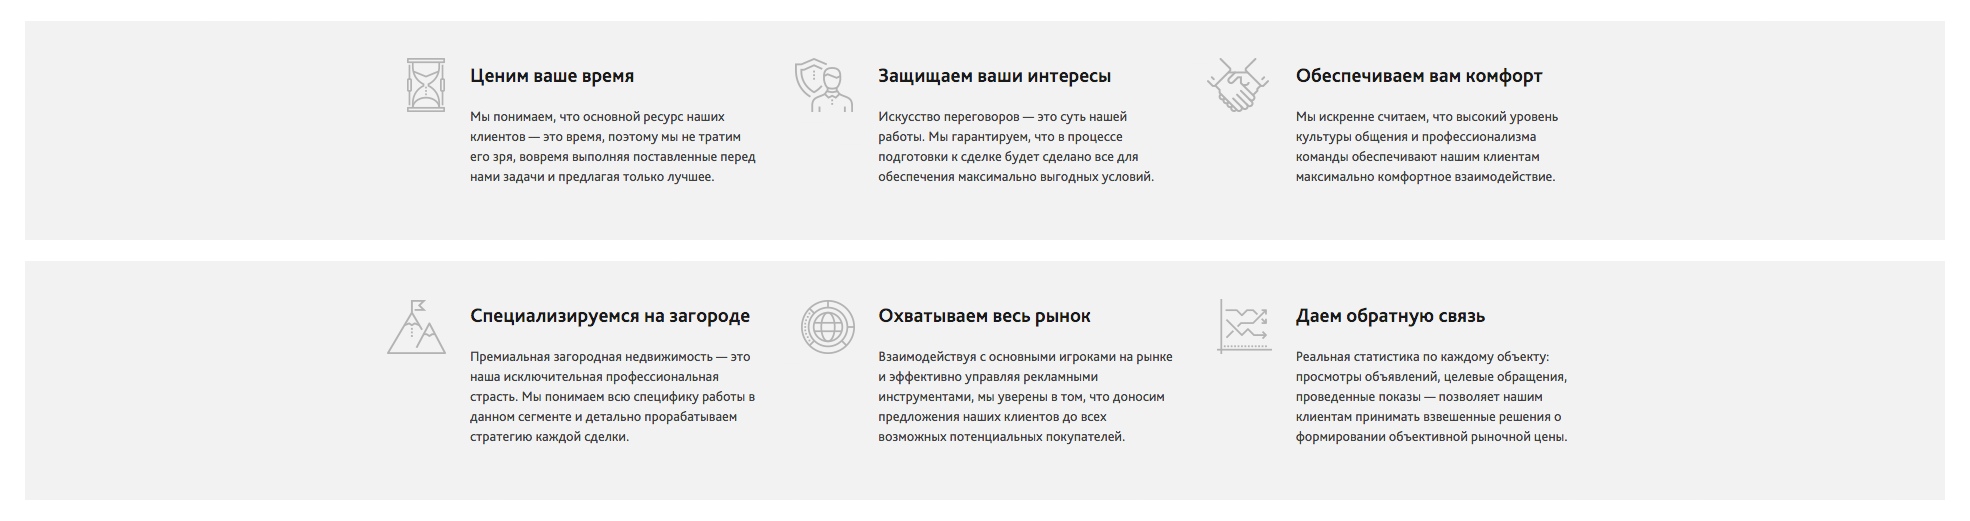 Ценим ваше время
Мы понимаем, что основной ресурс наших
клиентов — это время, поэтому мы не тратим
его зря, вовремя выполняя поставленные перед
нами задачи и предлагая только лучшее.
Защищаем ваши интересы
Искусство переговоров — это суть нашей
работы. Мы гарантируем, что в процессе
подготовки к сделке будет сделано все для
обеспечения максимально выгодных условий.
Обеспечиваем вам комфорт
Мы искренне считаем, что высокий уровень
культуры общения и профессионализма
команды обеспечивают нашим клиентам
максимально комфортное взаимодействие.
Специализируемся на загороде
Премиальная загородная недвижимость — это
наша исключительная профессиональная
страсть. Мы понимаем всю специфику работы в
данном сегменте и детально прорабатываем
стратегию каждой сделки.
Охватываем весь рынок
Взаимодействуя с основными игроками на рынке
и эффективно управляя рекламными
инструментами, мы уверены в том, что доносим
предложения наших клиентов до всех
возможных потенциальных покупателей.
Даем обратную связь
Реальная статистика по каждому объекту:
просмотры объявлений, целевые обращения,
проведенные показы — позволяет нашим
клиентам принимать взвешенные решения о
формировании объективной рыночной цены.